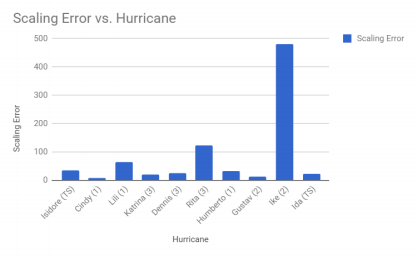 Scaling Error vs. Hurricane
500
400
300
200
100
0
Scaling Error
Isidore (TS)
Cindy (1)
Lili (1)
Katrina (3)
Dennis (3)
Rita (3)
Humberto (1)
Gustav (2)
Ike (2)
Ida (TS)
Hurricane
Scaling Error